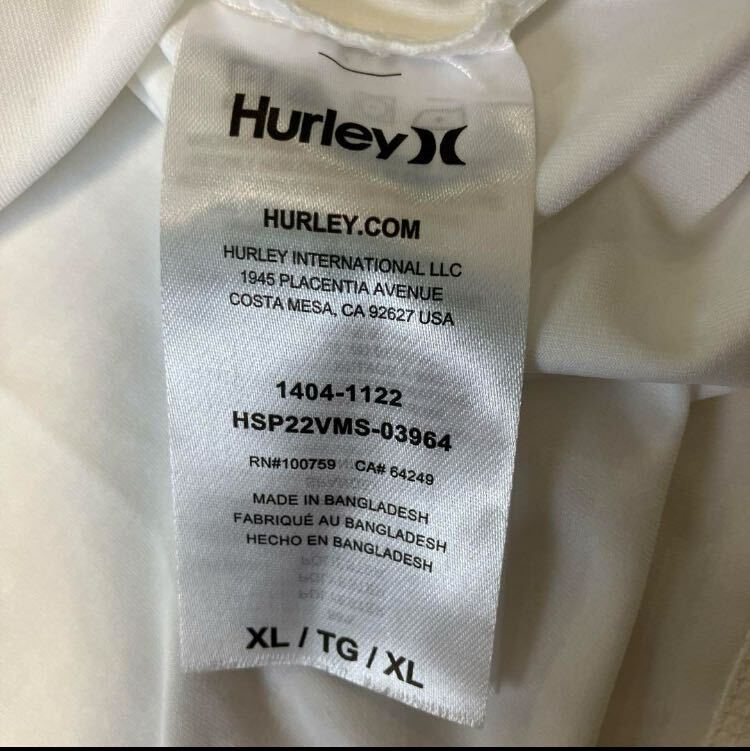 Hurley
HURLEY.COM
HURLEY INTERNATIONAL LLC
1945 PLACENTIA AVENUE
COSTA MESA, CA 92627 USA
1404-1122
HSP22VMS-03964
RN#100759 CA# 64249
MADE IN BANGLADESH
FABRIQUÉ AU BANGLADESH
HECHO EN BANGLADESH
XL / TG / XL